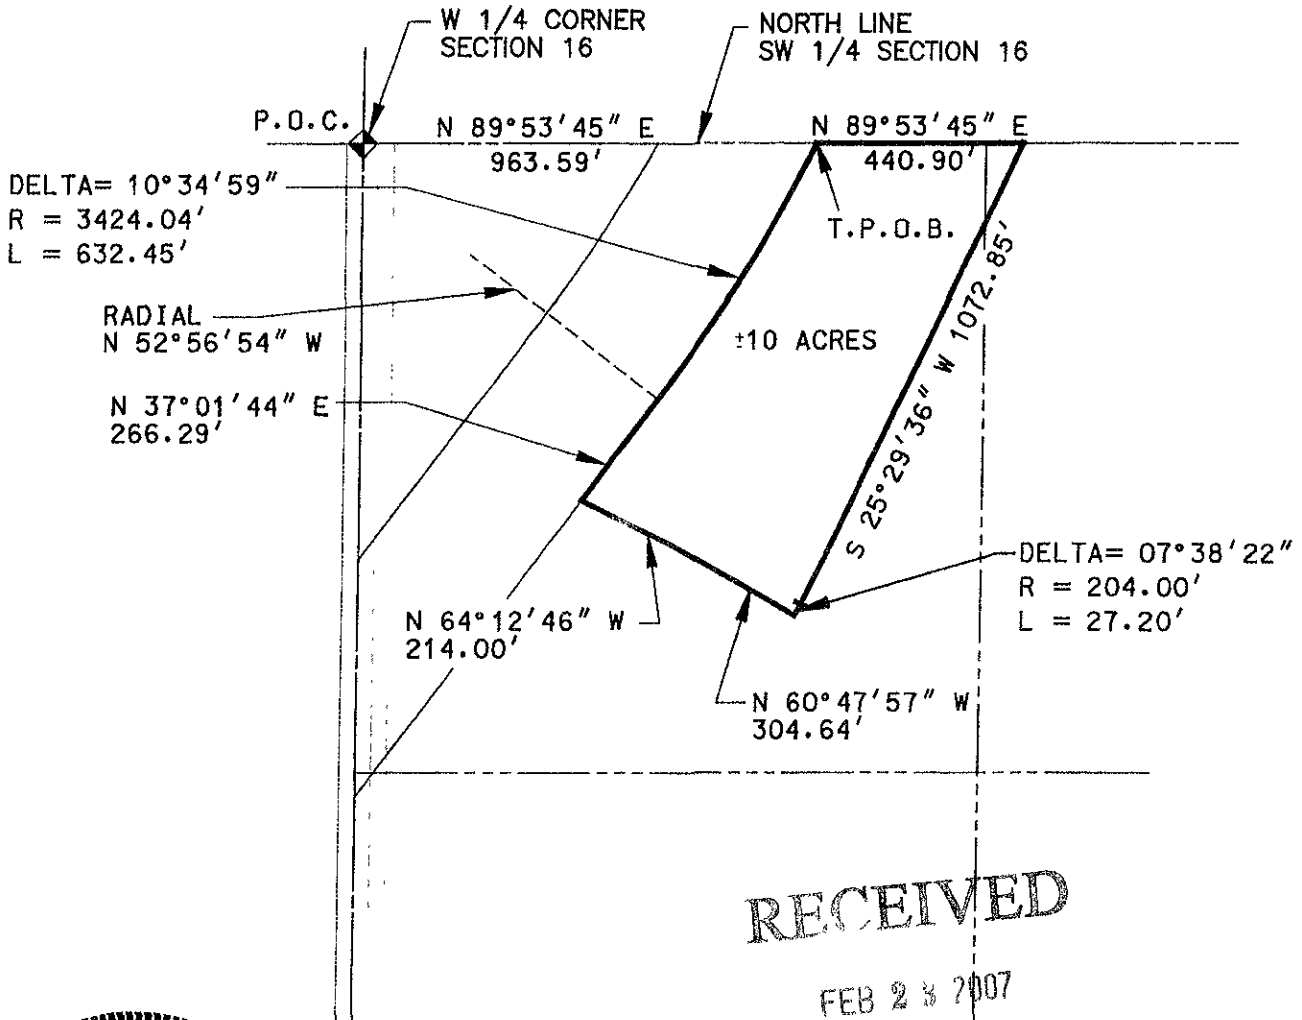 W 1/4 CORNER
SECTION 16
NORTH LINE
SW 1/4 SECTION 16
P.O.C.
N 89°53'45" E
963.59'
N 89°53'45" E
440.90'
DELTA= 10°34'59"
R = 3424.04'
L = 632.45'
T.P.O.B.
RADIAL
N 52°56'54" W
±10 ACRES
S 25°29'36" W 1072.85'
N 37°01'44" E
266.29'
DELTA= 07°38'22"
R = 204.00'
L = 27.20'
N 64°12'46" W
214.00'
N 60°47'57" W
304.64'
RECEIVED
FEB 2 2007